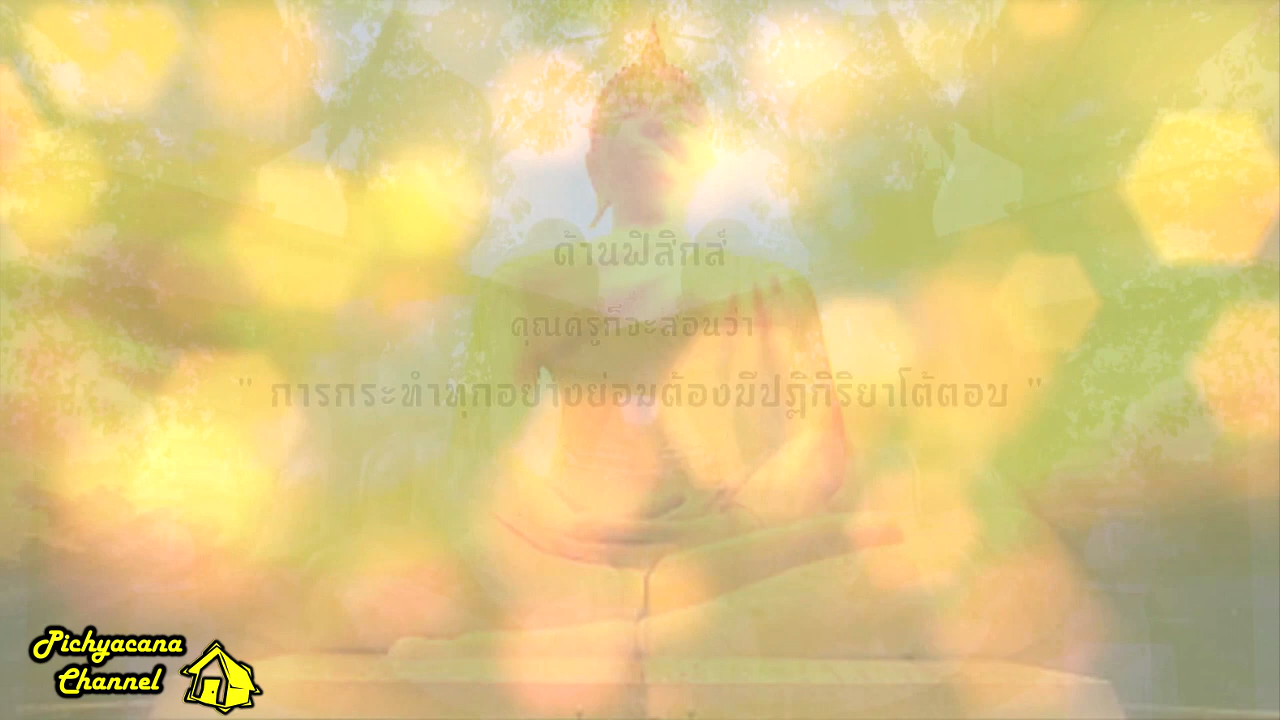 ด้านฟิสิกส์
คุณครูก็จะสอนว่า
" การกระทำทุกอย่างย่อมต้องมีปฏิกิริยาโต้ตอบ "
Pichyacana
Channel